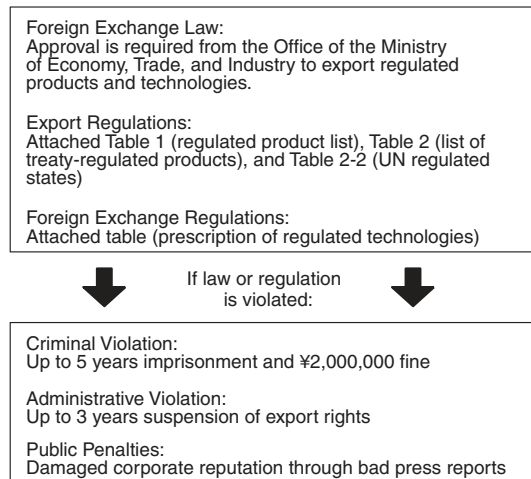 Foreign Exchange Law:
Approval is required from the Office of the Ministry
of Economy, Trade, and Industry to export regulated
products and technologies.
Export Regulations:
Attached Table 1 (regulated product list), Table 2 (list of
treaty-regulated products), and Table 2-2 (UN regulated
states)
Foreign Exchange Regulations:
Attached table (prescription of regulated technologies)
If law or regulation
is violated:
Criminal Violation:
Up to 5 years imprisonment and ¥2,000,000 fine
Administrative Violation:
Up to 3 years suspension of export rights
Public Penalties:
Damaged corporate reputation through bad press reports